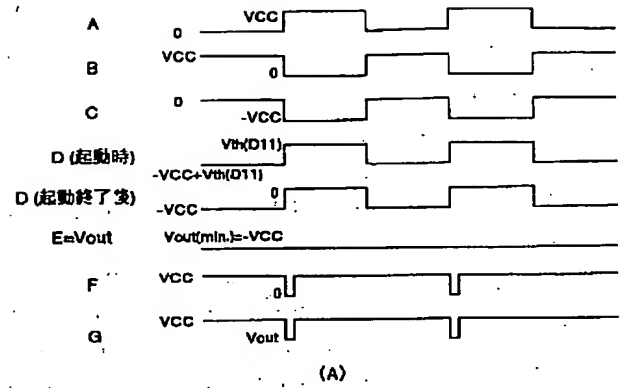 A 0 VCC
B VCC 0
C 0 -VCC
D (起動時) -VCC+Vth(D11) Vth(D11)
D (起動終了後) -VCC 0
E=Vout Vout(min.)=-VCC
F VCC 0
G VCC Vout
(A)